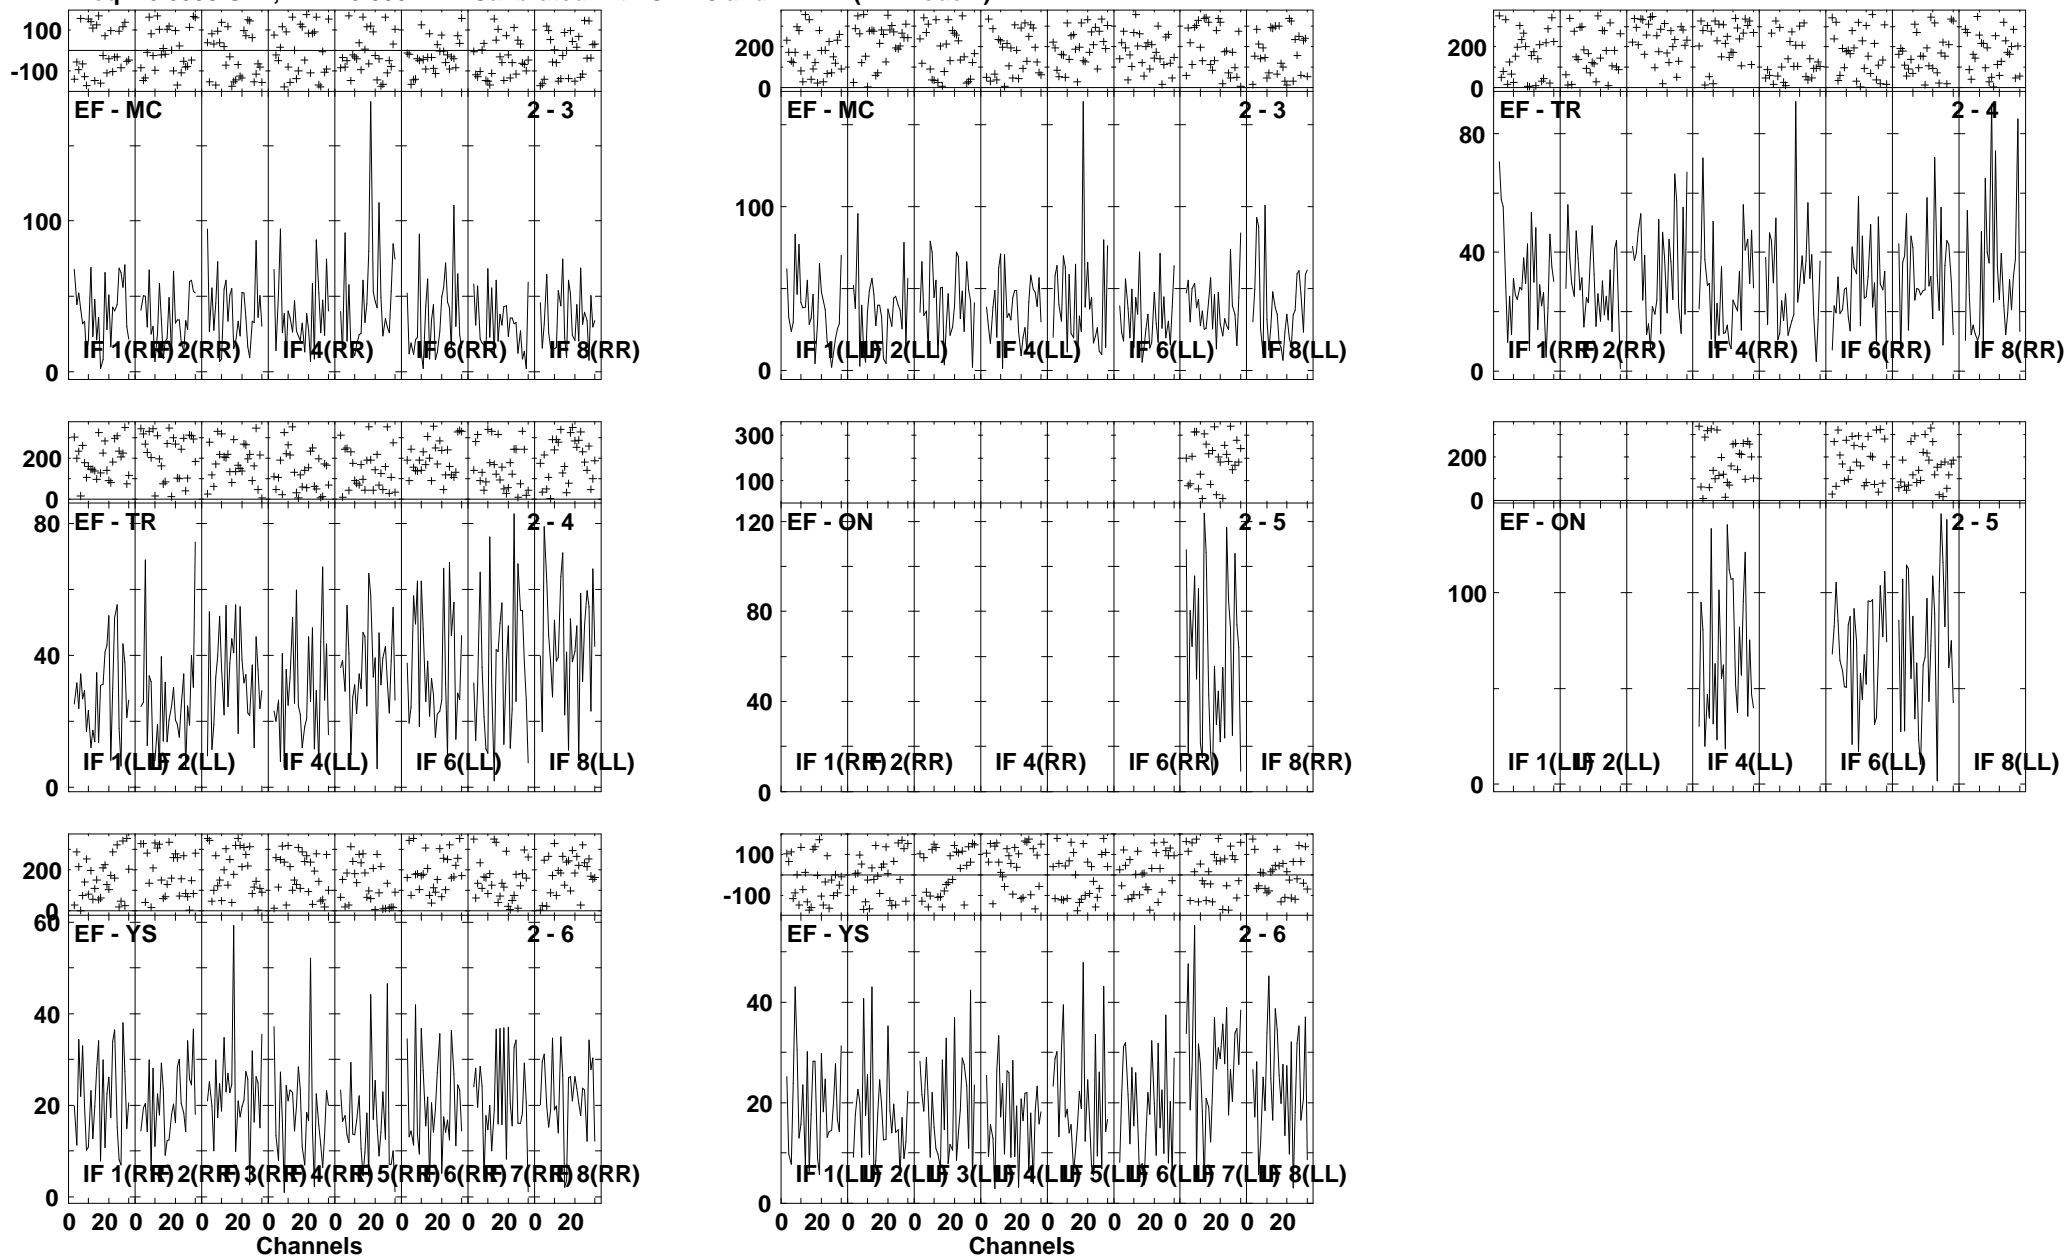 100
-100
EF - MC 2 - 3
100
0
IF 1(RR) IF 2(RR) IF 4(RR) IF 6(RR) IF 8(RR)
200
0
EF - MC 2 - 3
100
0
IF 1(LL) IF 2(LL) IF 4(LL) IF 6(LL) IF 8(LL)
200
0
EF - TR 2 - 4
80
40
0
IF 1(RR) IF 2(RR) IF 4(RR) IF 6(RR) IF 8(RR)
200
0
EF - TR 2 - 4
80
40
0
IF 1(LL) IF 2(LL) IF 4(LL) IF 6(LL) IF 8(LL)
300
100
EF - ON 2 - 5
120
80
40
0
IF 1(RR) IF 2(RR) IF 4(RR) IF 6(RR) IF 8(RR)
200
0
EF - ON 2 - 5
100
0
IF 1(LL) IF 2(LL) IF 4(LL) IF 6(LL) IF 8(LL)
200
0
60
EF - YS 2 - 6
40
20
0
IF 1(RR) IF 2(RR) IF 3(RR) IF 4(RR) IF 5(RR) IF 6(RR) IF 7(RR) IF 8(RR)
0 20 0 20 0 20 0 20 0 20 0 20 0 20 0 20
Channels
100
-100
EF - YS 2 - 6
40
20
0
IF 1(LL) IF 2(LL) IF 3(LL) IF 4(LL) IF 5(LL) IF 6(LL) IF 7(LL) IF 8(LL)
0 20 0 20 0 20 0 20 0 20 0 20 0 20 0 20
Channels